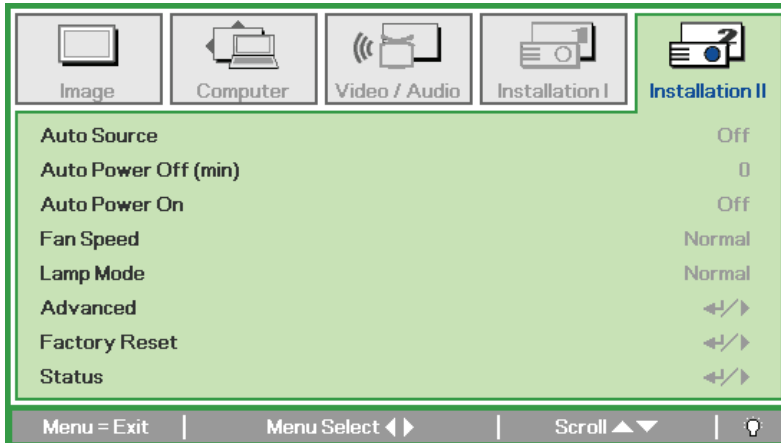 Image Computer Video / Audio Installation I Installation II
Auto Source Off
Auto Power Off (min) 0
Auto Power On Off
Fan Speed Normal
Lamp Mode Normal
Advanced
Factory Reset
Status
Menu = Exit Menu Select Scroll